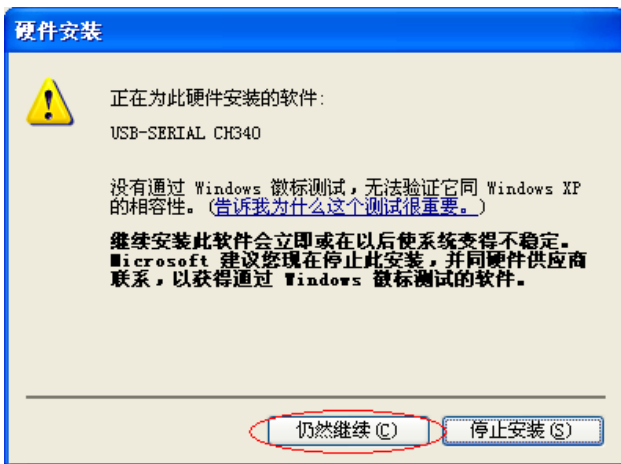 硬件安装
正在为此硬件安装的软件:
USB-SERIAL CH340
没有通过 Windows 徽标测试，无法验证它同 Windows XP
的相容性。(告诉我为什么这个测试很重要。)
继续安装此软件会立即或在以后使系统变得不稳定。
Microsoft 建议您现在停止此安装，并同硬件供应商
联系，以获得通过 Windows 徽标测试的软件。
仍然继续(C)
停止安装(S)